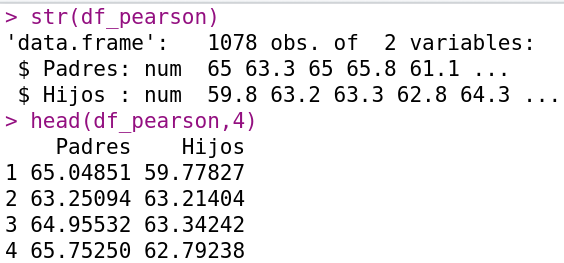 > str(df_pearson)
'data.frame':   1078 obs. of  2 variables:
 $ Padres: num  65 63.3 65 65.8 61.1 ...
 $ Hijos : num  59.8 63.2 63.3 62.8 64.3 ...
> head(df_pearson,4)
    Padres    Hijos
1 65.04851 59.77827
2 63.25094 63.21404
3 64.95532 63.34242
4 65.75250 62.79238